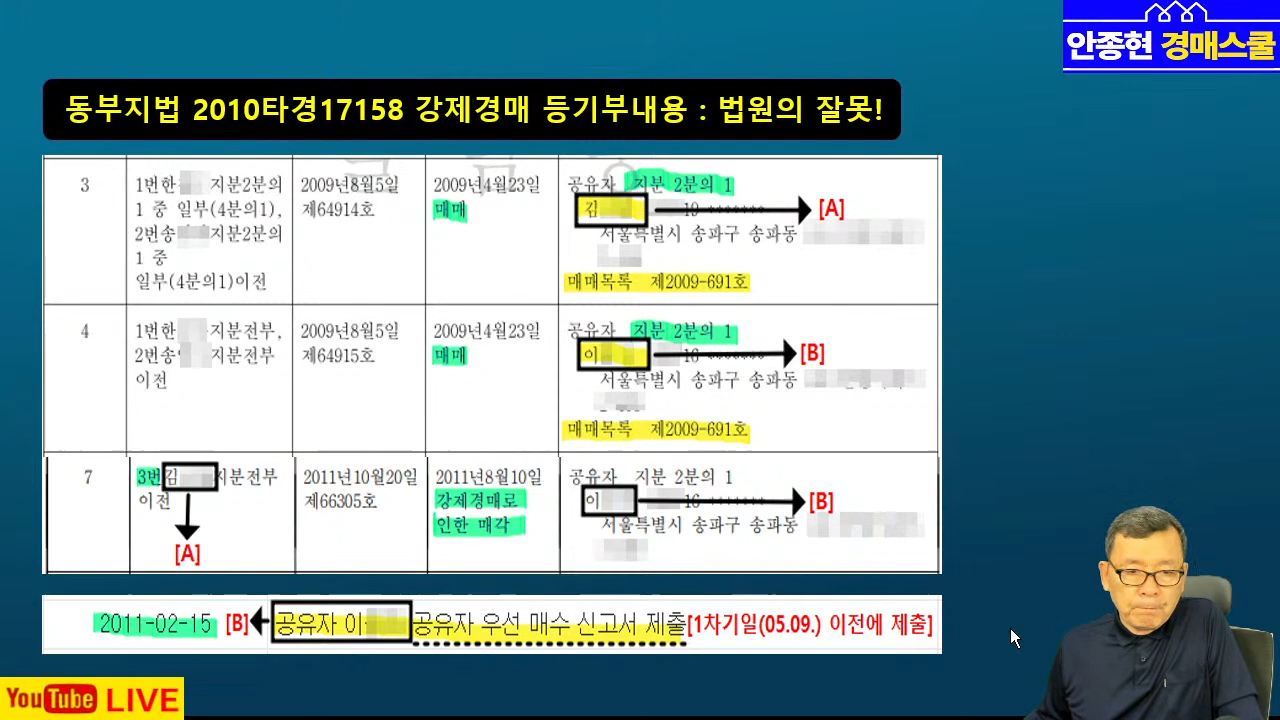 안종현 경매스쿨
동부지법 2010타경17158 강제경매 등기부내용 : 법원의 잘못!
3
1번한 지분2분의
1 중 일부(4분의1),
2번송 지분2분의
1 중
일부(4분의1)이전
2009년8월5일
제64914호
2009년4월23일
매매
공유자 지분 2분의 1
김 [A]
서울특별시 송파구 송파동
매매목록 제2009-691호
4
1번한 지분전부,
2번송 지분전부
이전
2009년8월5일
제64915호
2009년4월23일
매매
공유자 지분 2분의 1
이 [B]
서울특별시 송파구 송파동
매매목록 제2009-691호
7
3번김 지분전부
이전
[A]
2011년10월20일
제66305호
2011년8월10일
강제경매로
인한 매각
공유자 지분 2분의 1
이 [B]
서울특별시 송파구 송파동
2011-02-15 [B] 공유자 이 공유자 우선 매수 신고서 제출[1차기일(05.09.) 이전에 제출]
YouTube LIVE